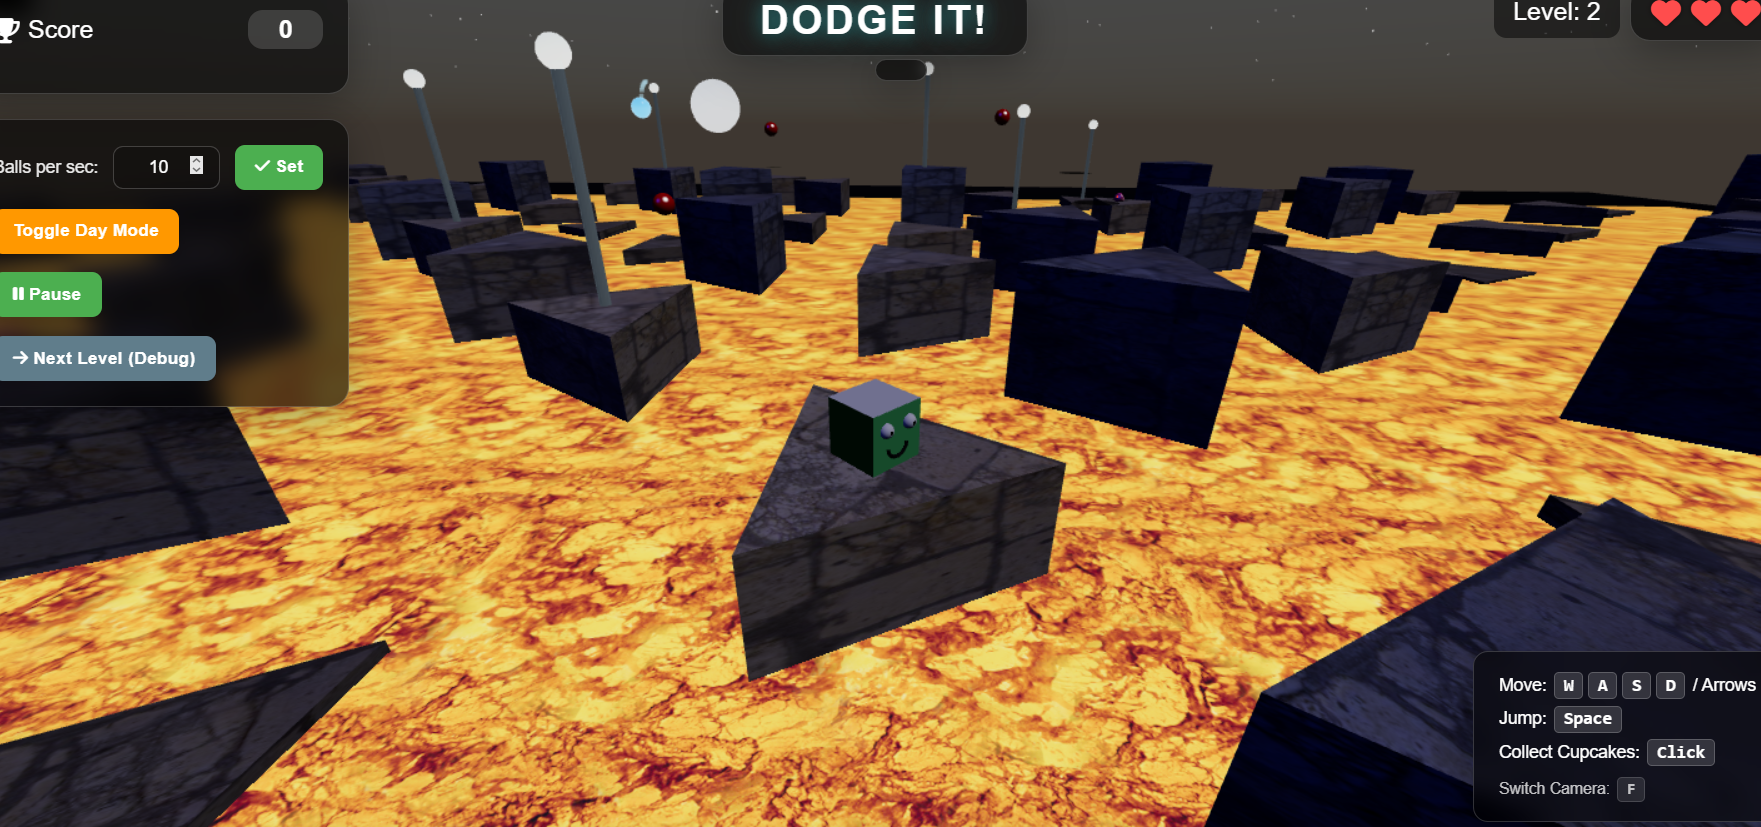 Score 0
DODGE IT!
Level: 2
Balls per sec: 10 Set
Toggle Day Mode
Pause
Next Level (Debug)
Move: W A S D / Arrows
Jump: Space
Collect Cupcakes: Click
Switch Camera: F